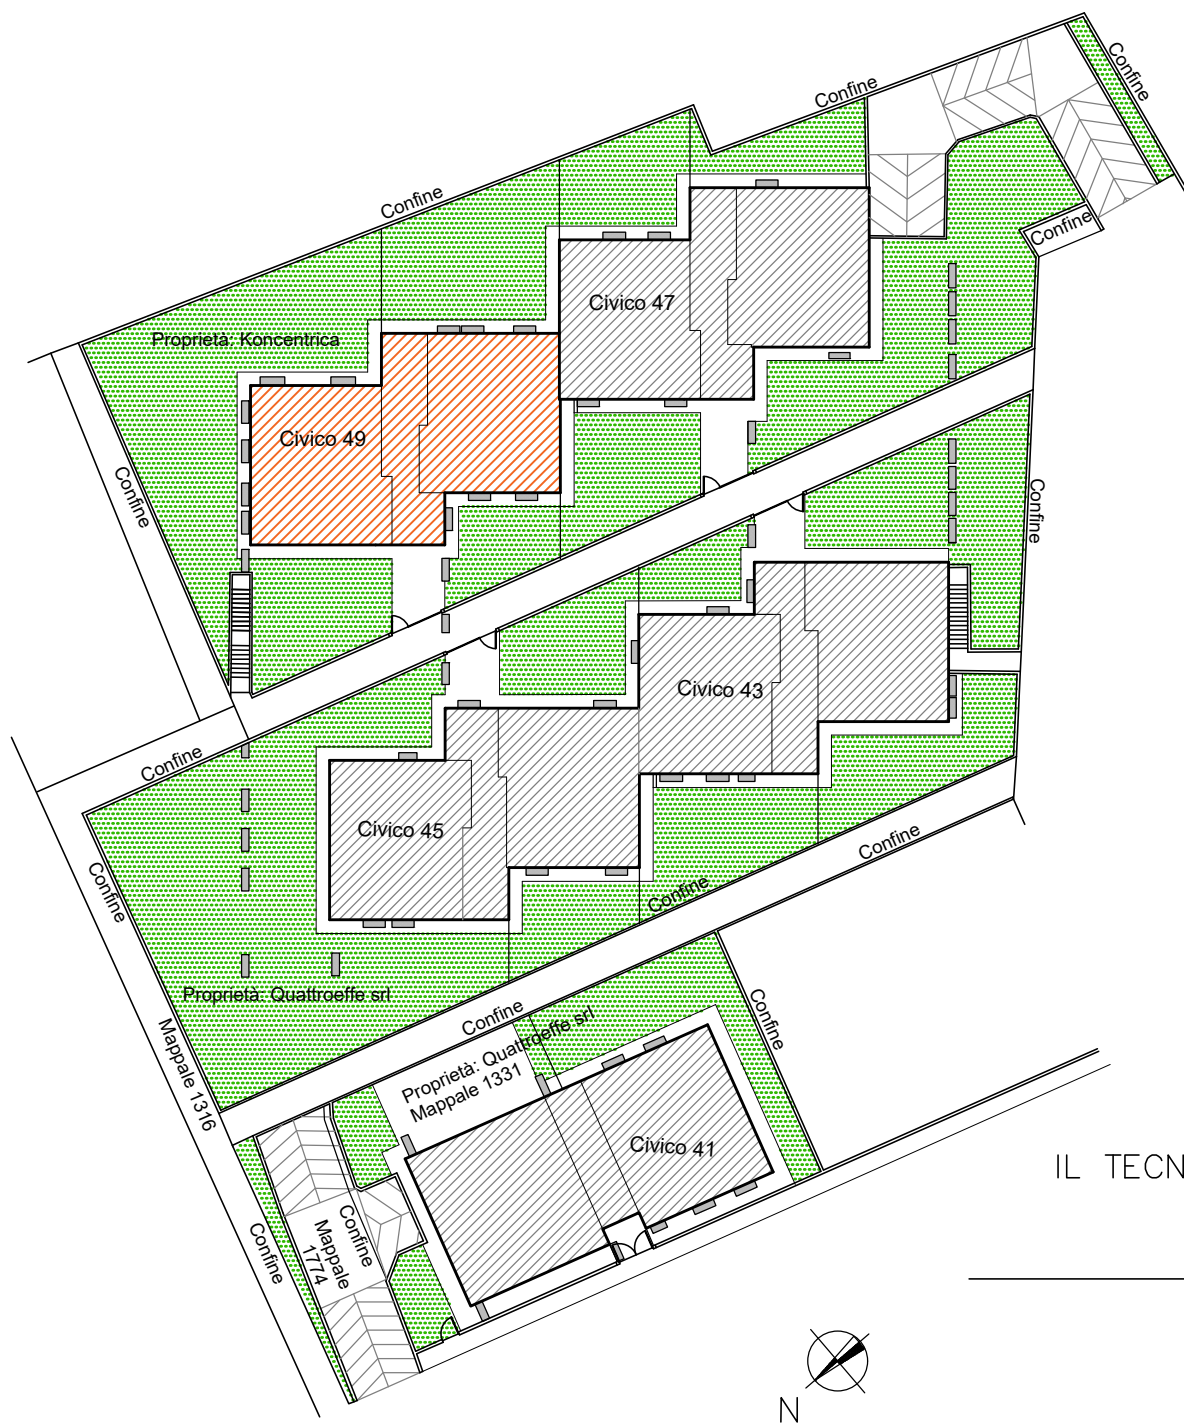 Confine
Confine
Confine
Confine
Civico 47
Proprietà: Koncentrica
Civico 49
Confine
Confine
Civico 43
Confine
Civico 45
Confine
Confine
Confine
Proprietà: Quattroeffe srl
Confine
Confine
Mappale 1316
Proprietà: Quattroeffe srl
Mappale 1331
Civico 41
IL TECN
Confine
Mappale
1774
Confine
N